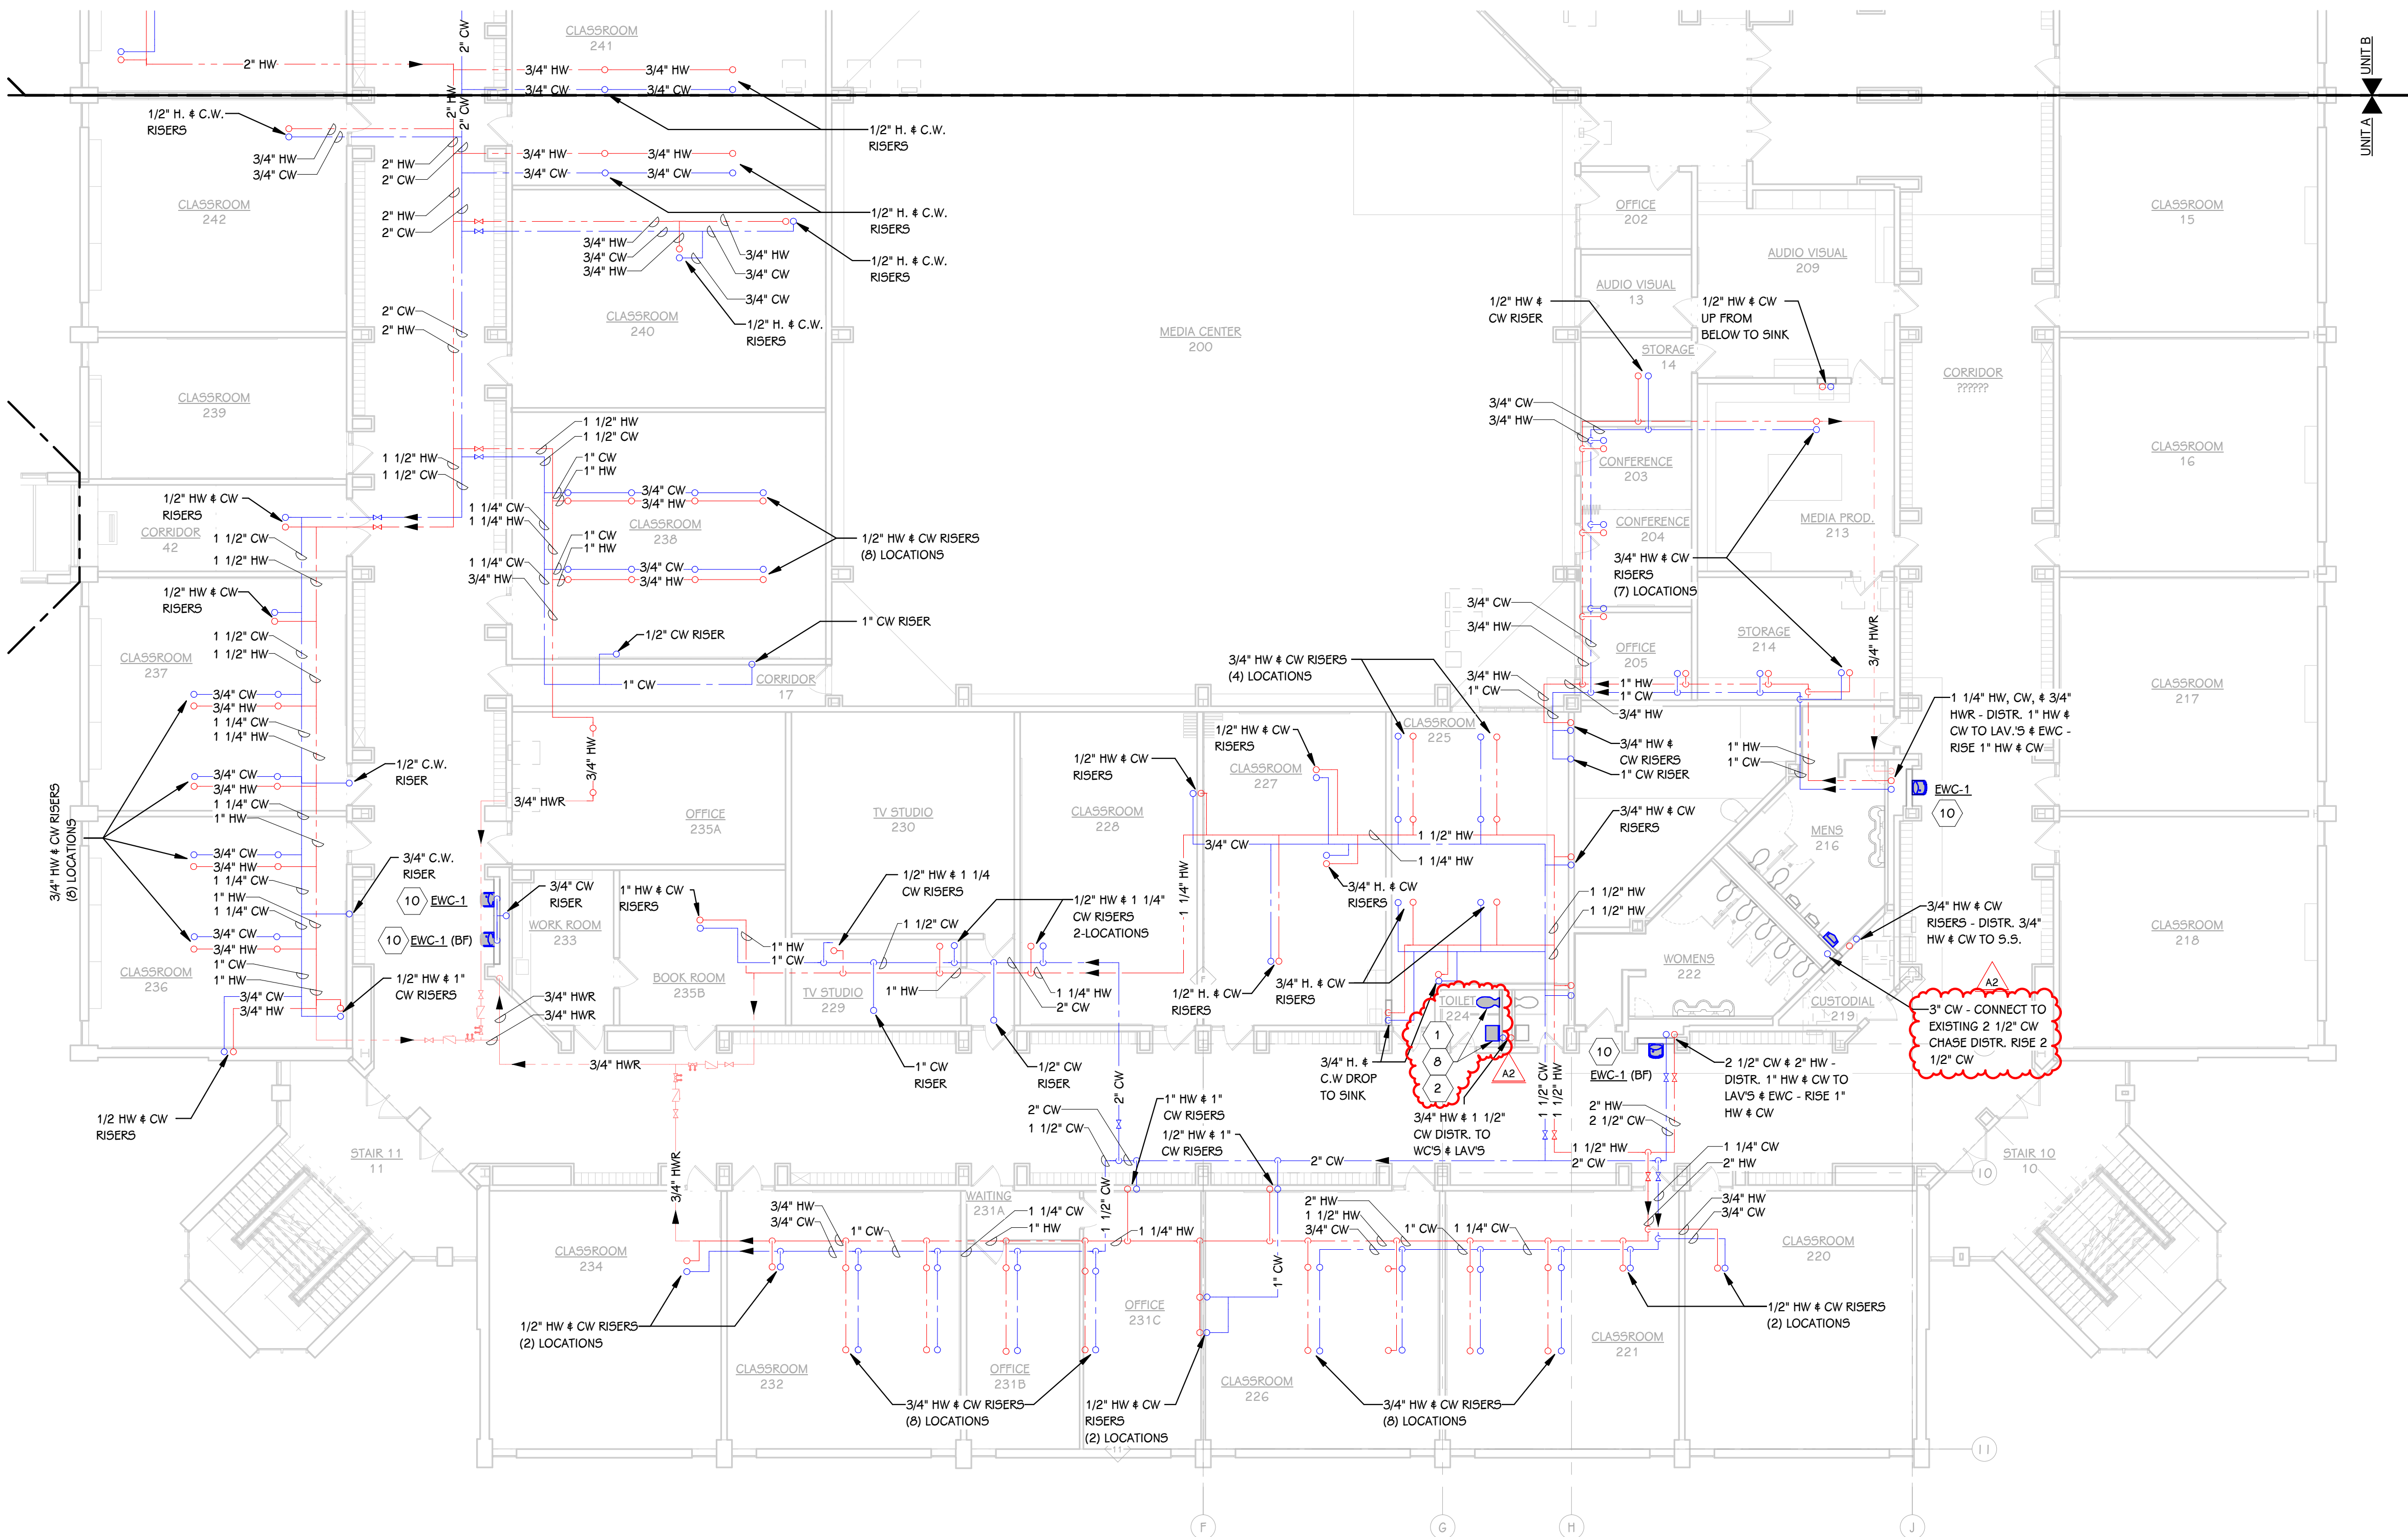 CLASSROOM
241
2" CW
2" HW
3/4" HW
3/4" HW
3/4" CW
3/4" CW
UNIT B
UNIT A
2" HW
2" CW
1/2" H. & C.W.
RISERS
1/2" H. & C.W.
RISERS
3/4" HW
3/4" CW
2" HW
2" CW
3/4" HW
3/4" HW
3/4" CW
3/4" CW
CLASSROOM
242
2" HW
2" CW
1/2" H. & C.W.
RISERS
3/4" HW
3/4" CW
3/4" HW
3/4" HW
3/4" CW
3/4" CW
1/2" H. & C.W.
RISERS
1/2" H. & C.W.
RISERS
CLASSROOM
240
2" CW
2" HW
MEDIA CENTER
200
OFFICE
202
AUDIO VISUAL
209
AUDIO VISUAL
13
CLASSROOM
15
1/2" HW &
CW RISER
1/2" HW & CW
UP FROM
BELOW TO SINK
STORAGE
14
CORRIDOR
??????
CLASSROOM
239
3/4" CW
3/4" HW
1 1/2" HW
1 1/2" CW
1" CW
1" HW
1 1/2" HW
1 1/2" CW
3/4" CW
3/4" HW
CONFERENCE
203
CLASSROOM
16
1/2" HW & CW
RISERS
CORRIDOR
42
1 1/2" CW
1 1/2" HW
1 1/4" CW
1 1/4" HW
CLASSROOM
238
1" CW
1" HW
1/2" HW & CW RISERS
(8) LOCATIONS
CONFERENCE
204
MEDIA PROD.
213
3/4" HW & CW
RISERS
(7) LOCATIONS
1 1/4" CW
3/4" HW
3/4" CW
3/4" HW
1/2" HW & CW
RISERS
1 1/2" CW
1 1/2" HW
1/2" CW RISER
1" CW RISER
3/4" CW
3/4" HW
STORAGE
214
3/4" HWR
OFFICE
205
CLASSROOM
237
1" CW
CORRIDOR
17
3/4" HW & CW RISERS
(4) LOCATIONS
3/4" HW
1" CW
1" HW
1" CW
3/4" HW
CLASSROOM
217
3/4" CW
3/4" HW
1 1/4" CW
1 1/4" HW
1 1/4" HW, CW, & 3/4"
HWR - DISTR. 1" HW &
CW TO LAV.'S & EWC -
RISE 1" HW & CW
CLASSROOM
225
1/2" HW & CW
RISERS
3/4" HW &
CW RISERS
1" CW RISER
1" HW
1" CW
1/2" C.W.
RISER
3/4" HW
3/4" HWR
1/2" HW & CW
RISERS
CLASSROOM
227
EWC-1
10
3/4" CW
3/4" HW
1 1/4" CW
1" HW
3/4" HW & CW RISERS
(8) LOCATIONS
OFFICE
235A
TV STUDIO
230
CLASSROOM
228
3/4" CW
1 1/2" HW
1 1/4" HW
3/4" HW & CW
RISERS
MENS
216
3/4" CW
3/4" HW
1 1/4" CW
1" HW
1 1/4" CW
3/4" C.W.
RISER
10 EWC-1
10 EWC-1 (BF)
3/4" CW
RISER
WORK ROOM
233
1" HW & CW
RISERS
1/2" HW & 1 1/4
CW RISERS
1/2" HW & 1 1/4"
CW RISERS
2-LOCATIONS
1 1/4" HW
3/4" H. & CW
RISERS
1 1/2" HW
1 1/2" HW
3/4" HW & CW
RISERS - DISTR. 3/4"
HW & CW TO S.S.
CLASSROOM
218
3/4" CW
3/4" HW
1" CW
1" HW
CLASSROOM
236
1/2" HW & 1"
CW RISERS
3/4" CW
3/4" HW
3/4" HWR
3/4" HWR
BOOK ROOM
235B
1" HW
1" CW
1 1/2" CW
TV STUDIO
229
1" HW
1 1/4" HW
2" CW
1/2" H. & CW
RISERS
3/4" H. & CW
RISERS
TOILET
224
1
8
2
A2
WOMENS
222
CUSTODIAL
219
A2
3" CW - CONNECT TO
EXISTING 2 1/2" CW
CHASE DISTR. RISE 2
1/2" CW
3/4" HWR
1" CW
RISER
1/2" CW
RISER
3/4" H. &
C.W DROP
TO SINK
3/4" HW & 1 1/2"
CW DISTR. TO
WC'S & LAV'S
1 1/2" CW
1 1/2" HW
10
EWC-1 (BF)
2 1/2" CW & 2" HW -
DISTR. 1" HW & CW TO
LAV'S & EWC - RISE 1"
HW & CW
1/2 HW & CW
RISERS
STAIR 11
11
3/4" HWR
2" CW
2" CW
1 1/2" CW
1" HW & 1"
CW RISERS
1/2" HW & 1"
CW RISERS
2" CW
2" HW
2 1/2" CW
1 1/2" HW
2" CW
1 1/4" CW
2" HW
10
STAIR 10
10
WAITING
231A
3/4" HW
3/4" CW
1" CW
1 1/4" CW
1" HW
1 1/2" CW
1 1/4" HW
2" HW
1 1/2" HW
3/4" CW
1" CW
1 1/4" CW
3/4" HW
3/4" CW
CLASSROOM
234
CLASSROOM
220
1" CW
OFFICE
231C
1/2" HW & CW RISERS
(2) LOCATIONS
1/2" HW & CW RISERS
(2) LOCATIONS
CLASSROOM
232
OFFICE
231B
CLASSROOM
226
CLASSROOM
221
3/4" HW & CW RISERS
(8) LOCATIONS
1/2" HW & CW
RISERS
(2) LOCATIONS
3/4" HW & CW RISERS
(8) LOCATIONS
11
11
F
G
H
J